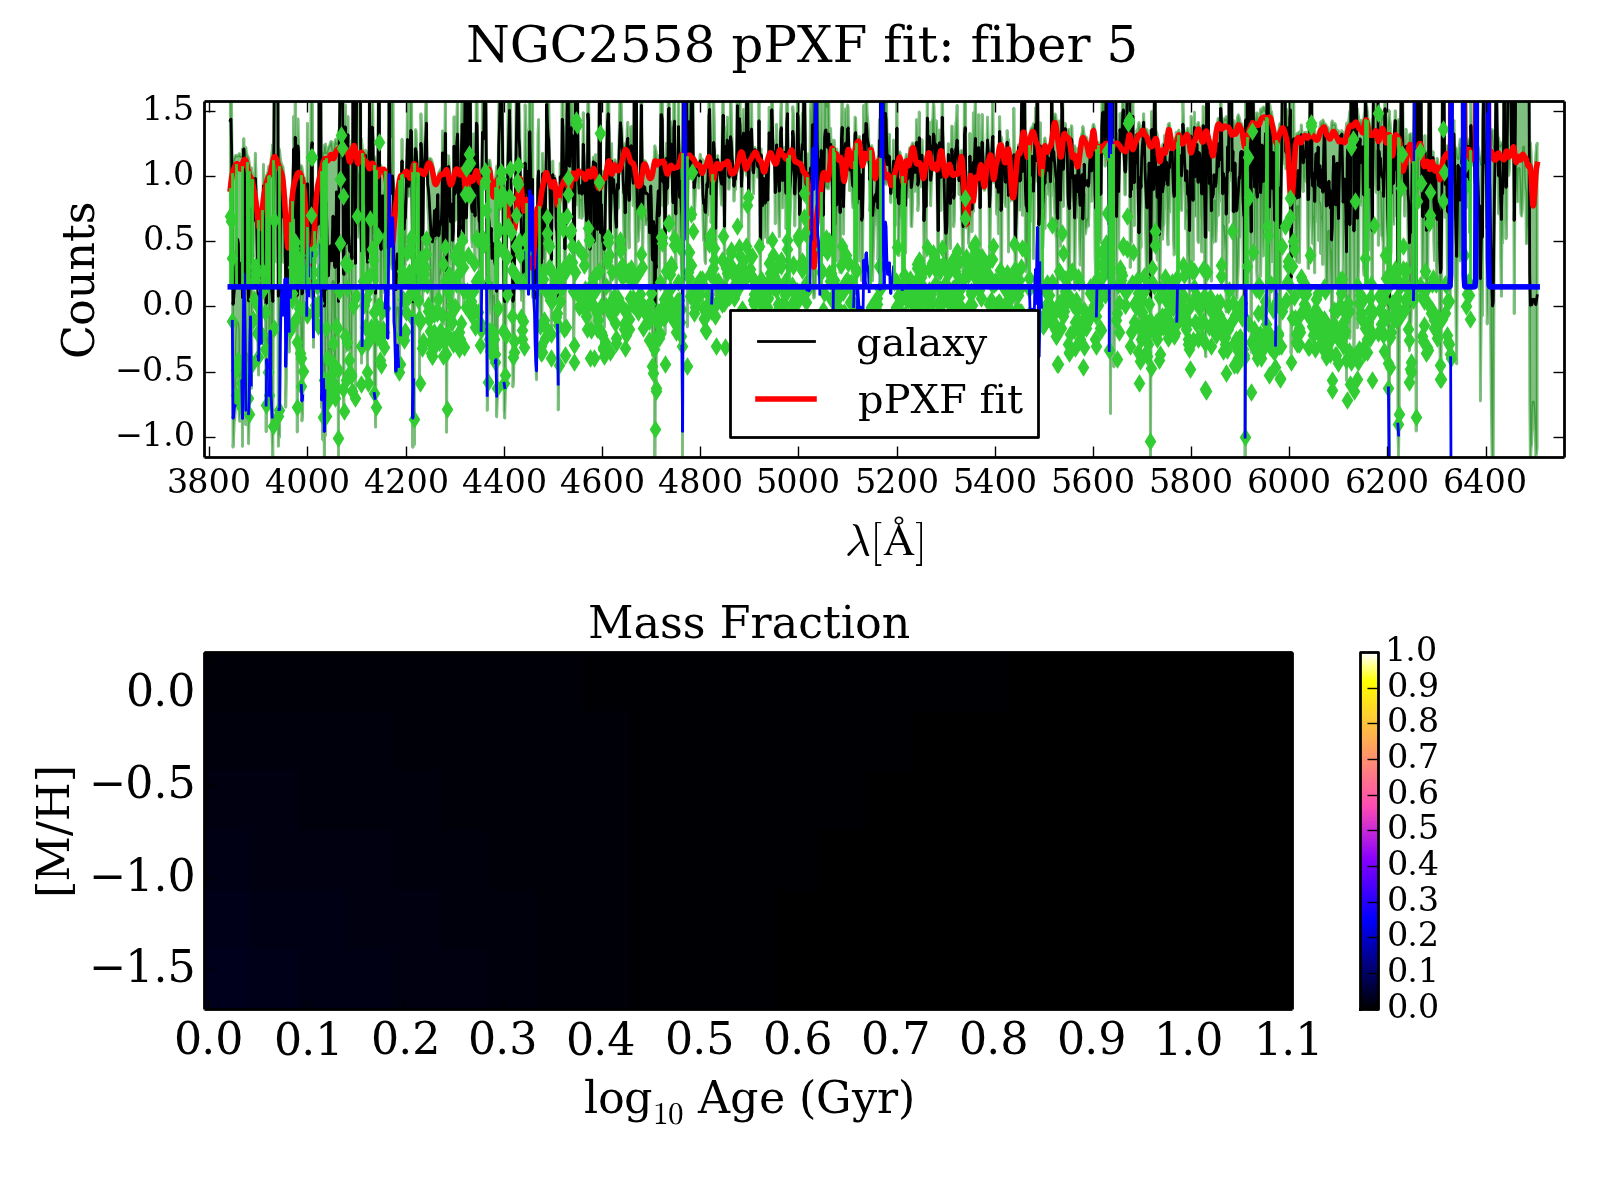 NGC2558 pPXF fit: fiber 5
1.5
1.0
0.5
0.0
−0.5
−1.0
Counts
galaxy
pPXF fit
3800 4000 4200 4400 4600 4800 5000 5200 5400 5600 5800 6000 6200 6400
λ[Å]
Mass Fraction
0.0
−0.5
−1.0
−1.5
[M/H]
0.0 0.1 0.2 0.3 0.4 0.5 0.6 0.7 0.8 0.9 1.0 1.1
log₁₀ Age (Gyr)
1.0
0.9
0.8
0.7
0.6
0.5
0.4
0.3
0.2
0.1
0.0